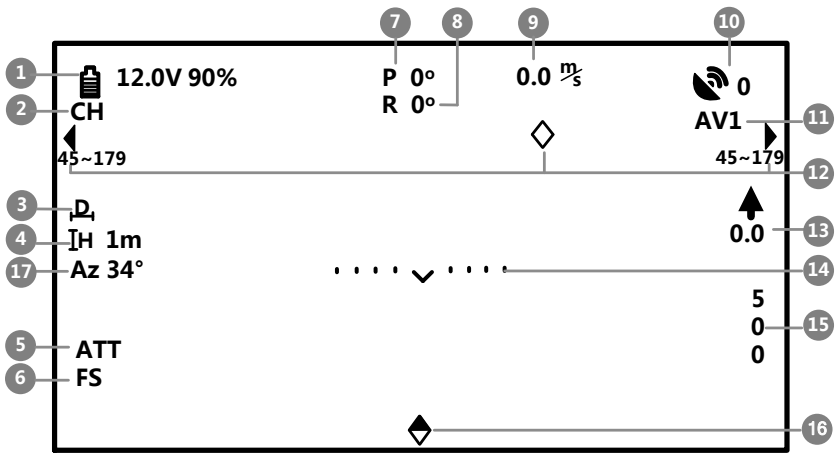 7 8 9 10
1 12.0V 90% P 0° 0.0 m/s 0
2 CH R 0° AV1 11
45~179 45~179 12
3 D
4 H 1m 0.0 13
17 Az 34° 14
5
0 15
0
5 ATT
6 FS
16